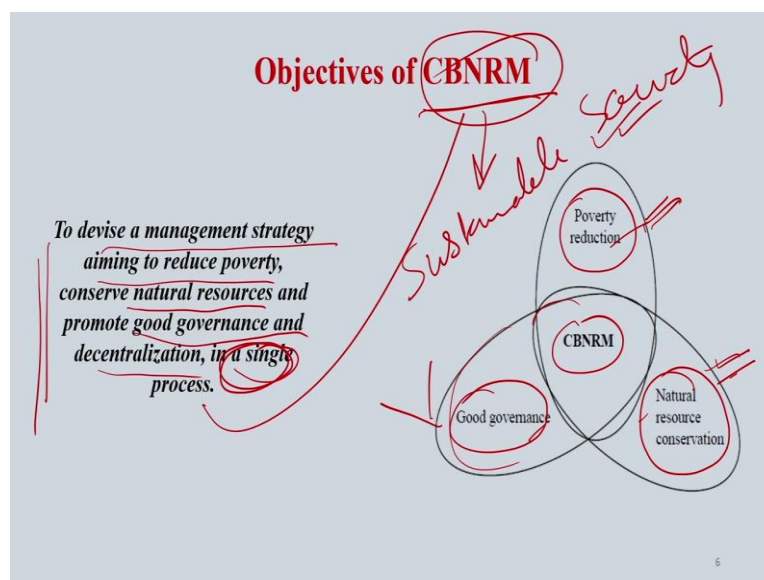 Objectives of CBNRM
Sustainable Society
To devise a management strategy
aiming to reduce poverty,
conserve natural resources and
promote good governance and
decentralization, in a single
process.
Poverty
reduction
CBNRM
Good governance
Natural
resource
conservation
6